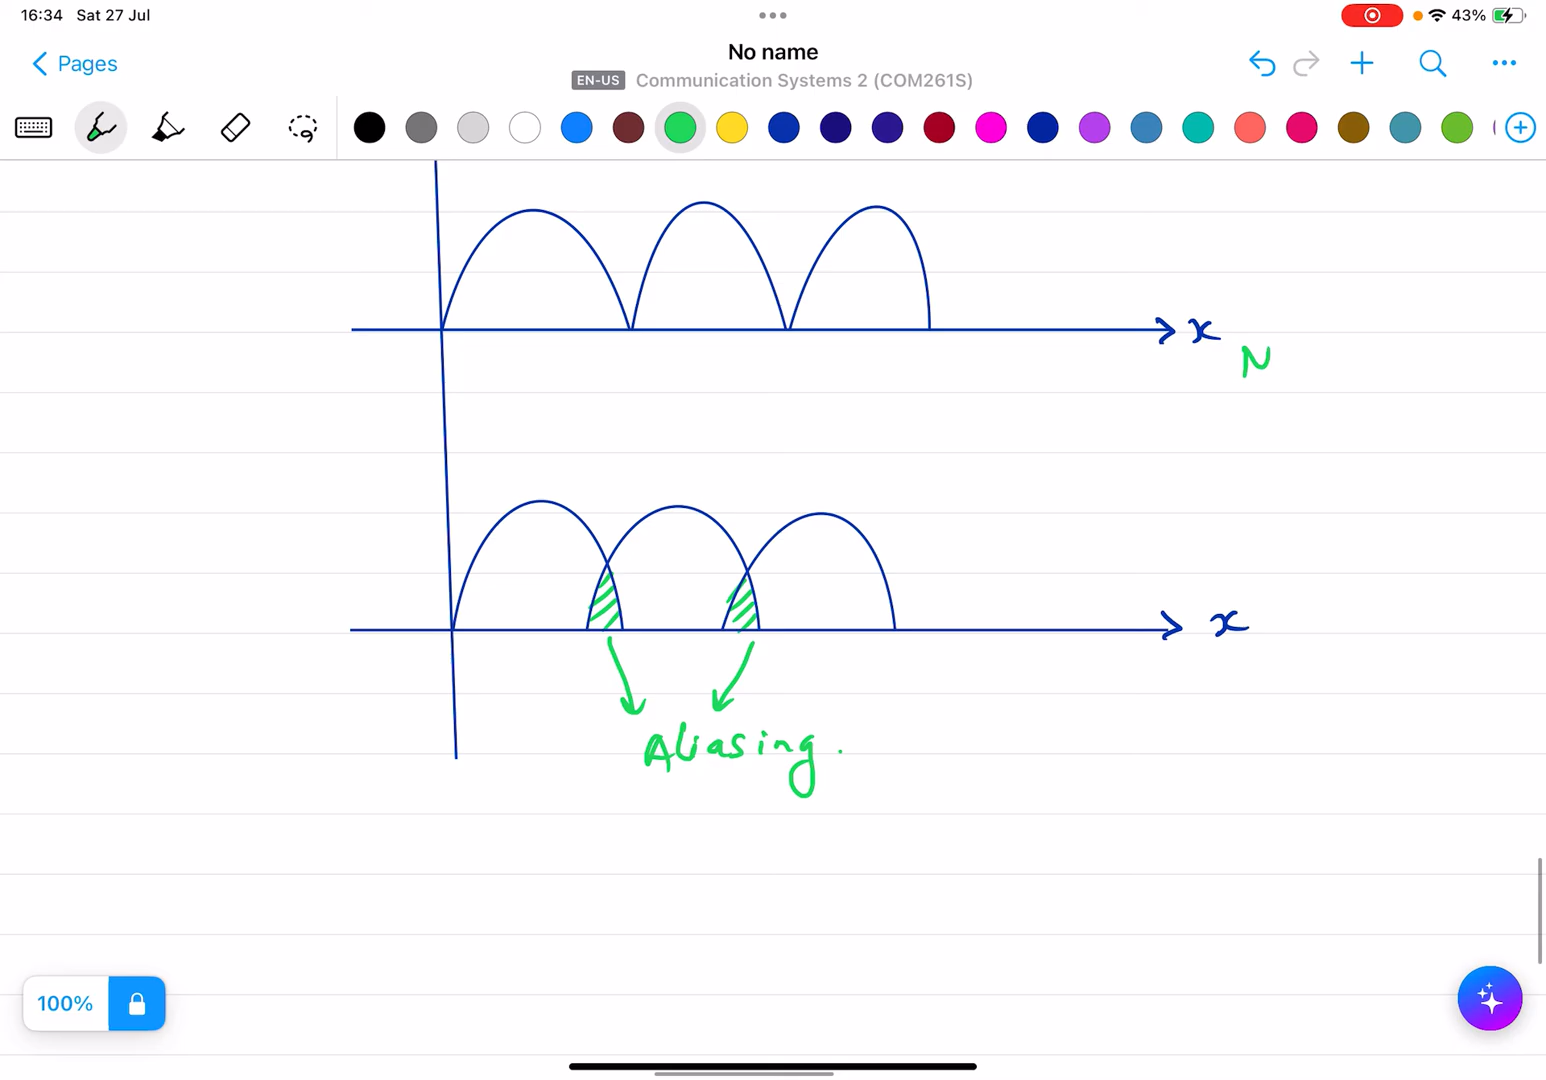 16:34 Sat 27 Jul
43%
Pages
No name
EN-US Communication Systems 2 (COM261S)
x
N
x
Aliasing.
100%